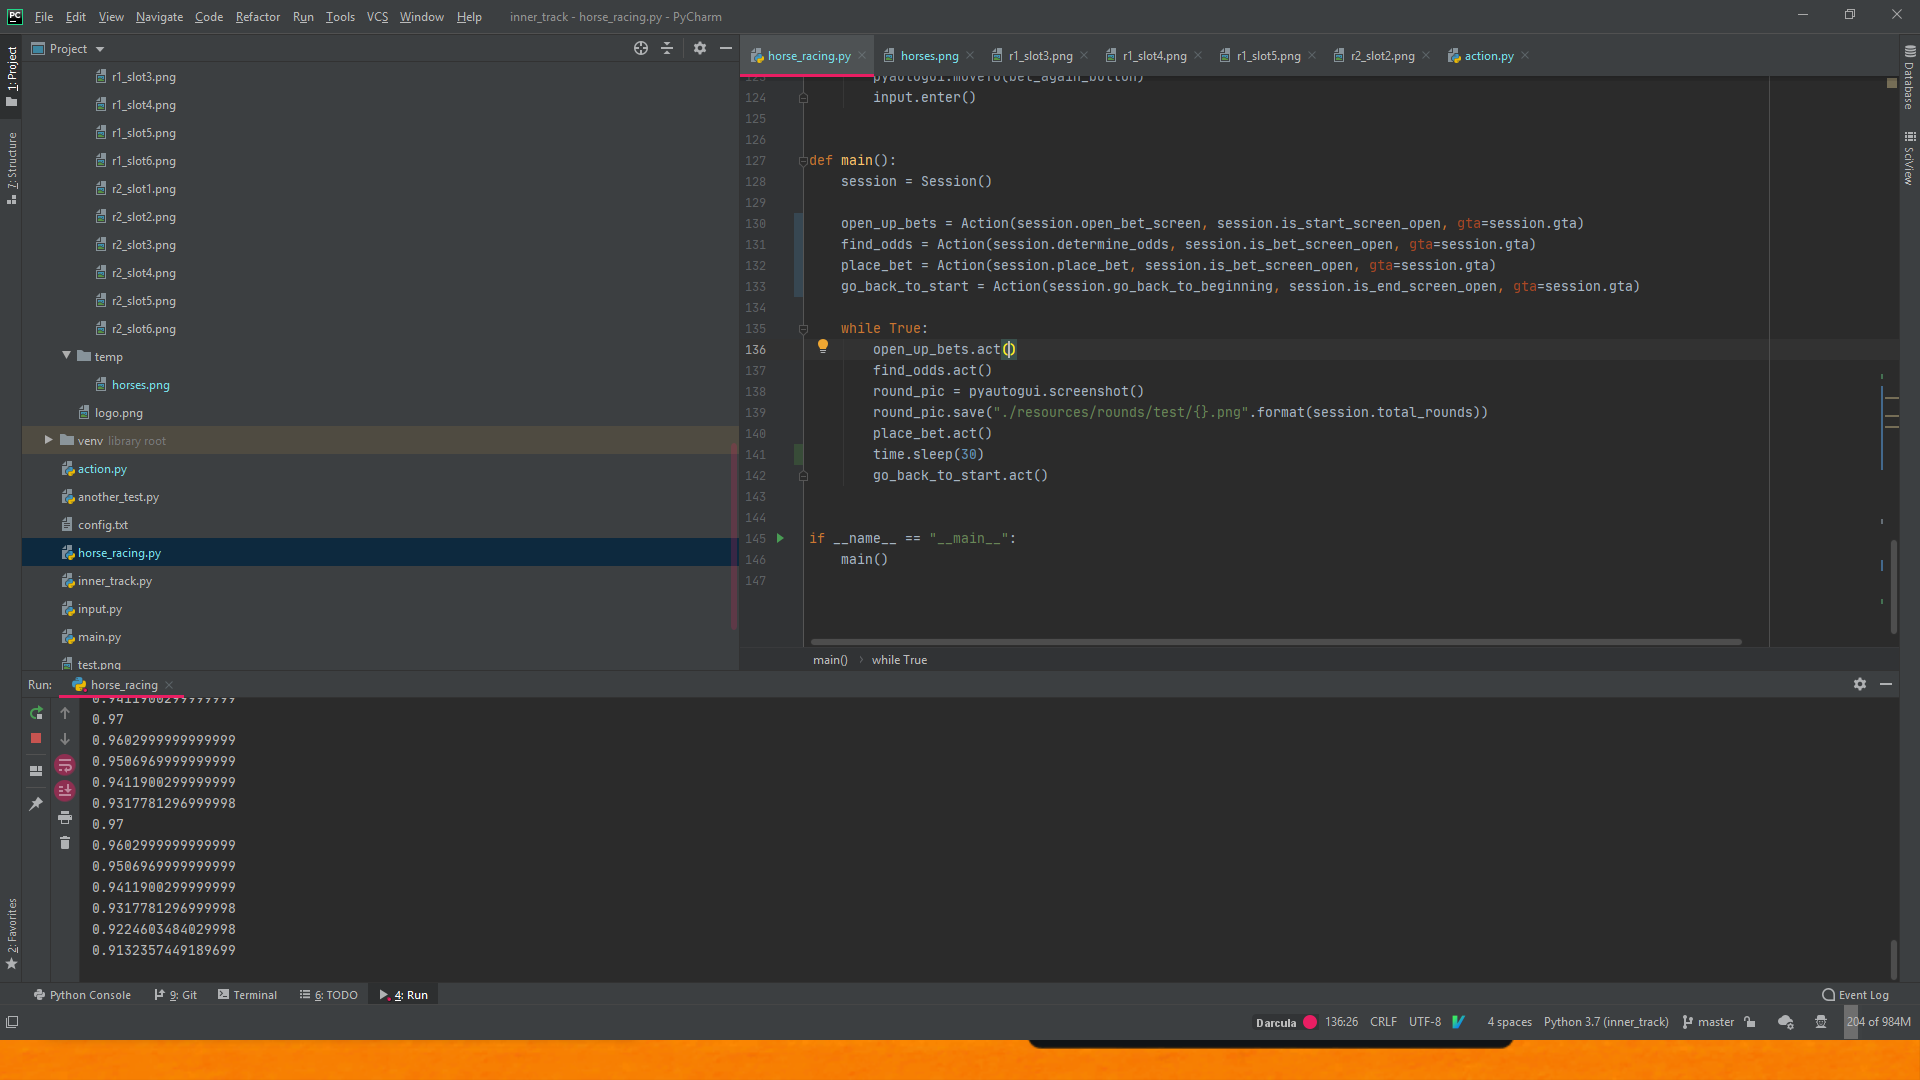 File Edit View Navigate Code Refactor Run Tools VCS Window Help inner_track - horse_racing.py - PyCharm
Project
horse_racing.py horses.png r1_slot3.png r1_slot4.png r1_slot5.png r2_slot2.png action.py
1: Project
7: Structure
2: Favorites
Database
SciView
r1_slot3.png
r1_slot4.png
r1_slot5.png
r1_slot6.png
r2_slot1.png
r2_slot2.png
r2_slot3.png
r2_slot4.png
r2_slot5.png
r2_slot6.png
temp
horses.png
logo.png
venv library root
action.py
another_test.py
config.txt
horse_racing.py
inner_track.py
input.py
main.py
test.png
123 pyautogui.moveTo(bet_again_button)
124 input.enter()
125
126
127 def main():
128 session = Session()
129
130 open_up_bets = Action(session.open_bet_screen, session.is_start_screen_open, gta=session.gta)
131 find_odds = Action(session.determine_odds, session.is_bet_screen_open, gta=session.gta)
132 place_bet = Action(session.place_bet, session.is_bet_screen_open, gta=session.gta)
133 go_back_to_start = Action(session.go_back_to_beginning, session.is_end_screen_open, gta=session.gta)
134
135 while True:
136 open_up_bets.act()
137 find_odds.act()
138 round_pic = pyautogui.screenshot()
139 round_pic.save("./resources/rounds/test/{}.png".format(session.total_rounds))
140 place_bet.act()
141 time.sleep(30)
142 go_back_to_start.act()
143
144
145 if __name__ == "__main__":
146 main()
147
main() › while True
Run: horse_racing
0.9411900299999999
0.97
0.9602999999999999
0.9506969999999999
0.9411900299999999
0.9317781296999998
0.97
0.9602999999999999
0.9506969999999999
0.9411900299999999
0.9317781296999998
0.9224603484029998
0.9132357449189699
Python Console 9: Git Terminal 6: TODO 4: Run Event Log
Darcula 136:26 CRLF UTF-8 4 spaces Python 3.7 (inner_track) master 204 of 984M